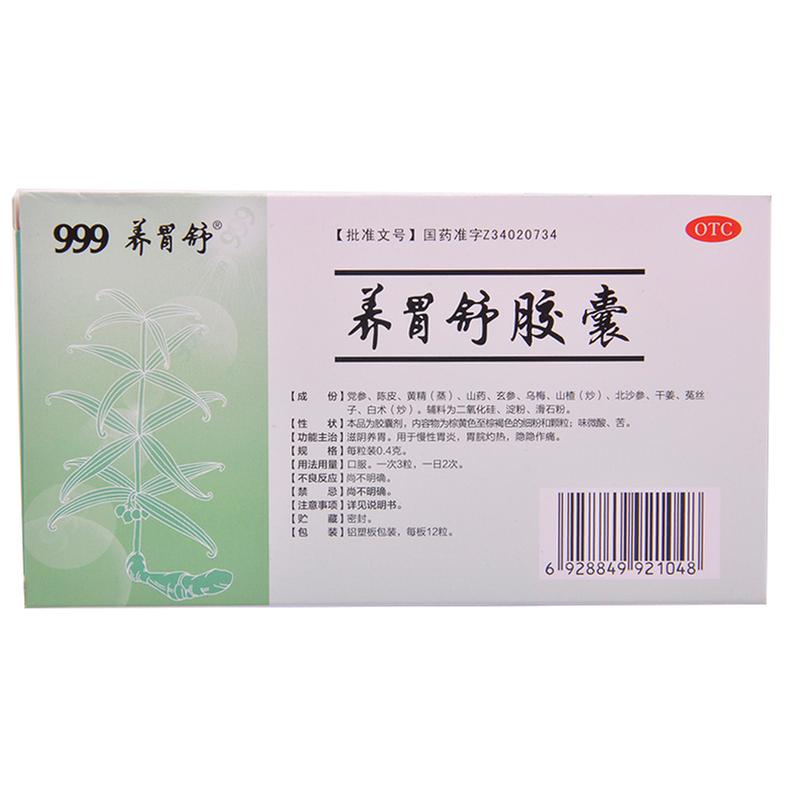 999 养胃舒®
【批准文号】国药准字Z34020734
OTC
养胃舒胶囊
【成 份】党参、陈皮、黄精（蒸）、山药、玄参、乌梅、山楂（炒）、北沙参、干姜、菟丝
子、白术（炒）。辅料为二氧化硅、淀粉、滑石粉。
【性 状】本品为胶囊剂，内容物为棕黄色至棕褐色的细粉和颗粒；味微酸、苦。
【功能主治】滋阴养胃。用于慢性胃炎，胃脘灼热，隐隐作痛。
【规 格】每粒装0.4克。
【用法用量】口服。一次3粒，一日2次。
【不良反应】尚不明确。
【禁 忌】尚不明确。
【注意事项】详见说明书。
【贮 藏】密封。
【包 装】铝塑板包装，每板12粒。
6 928849 921048